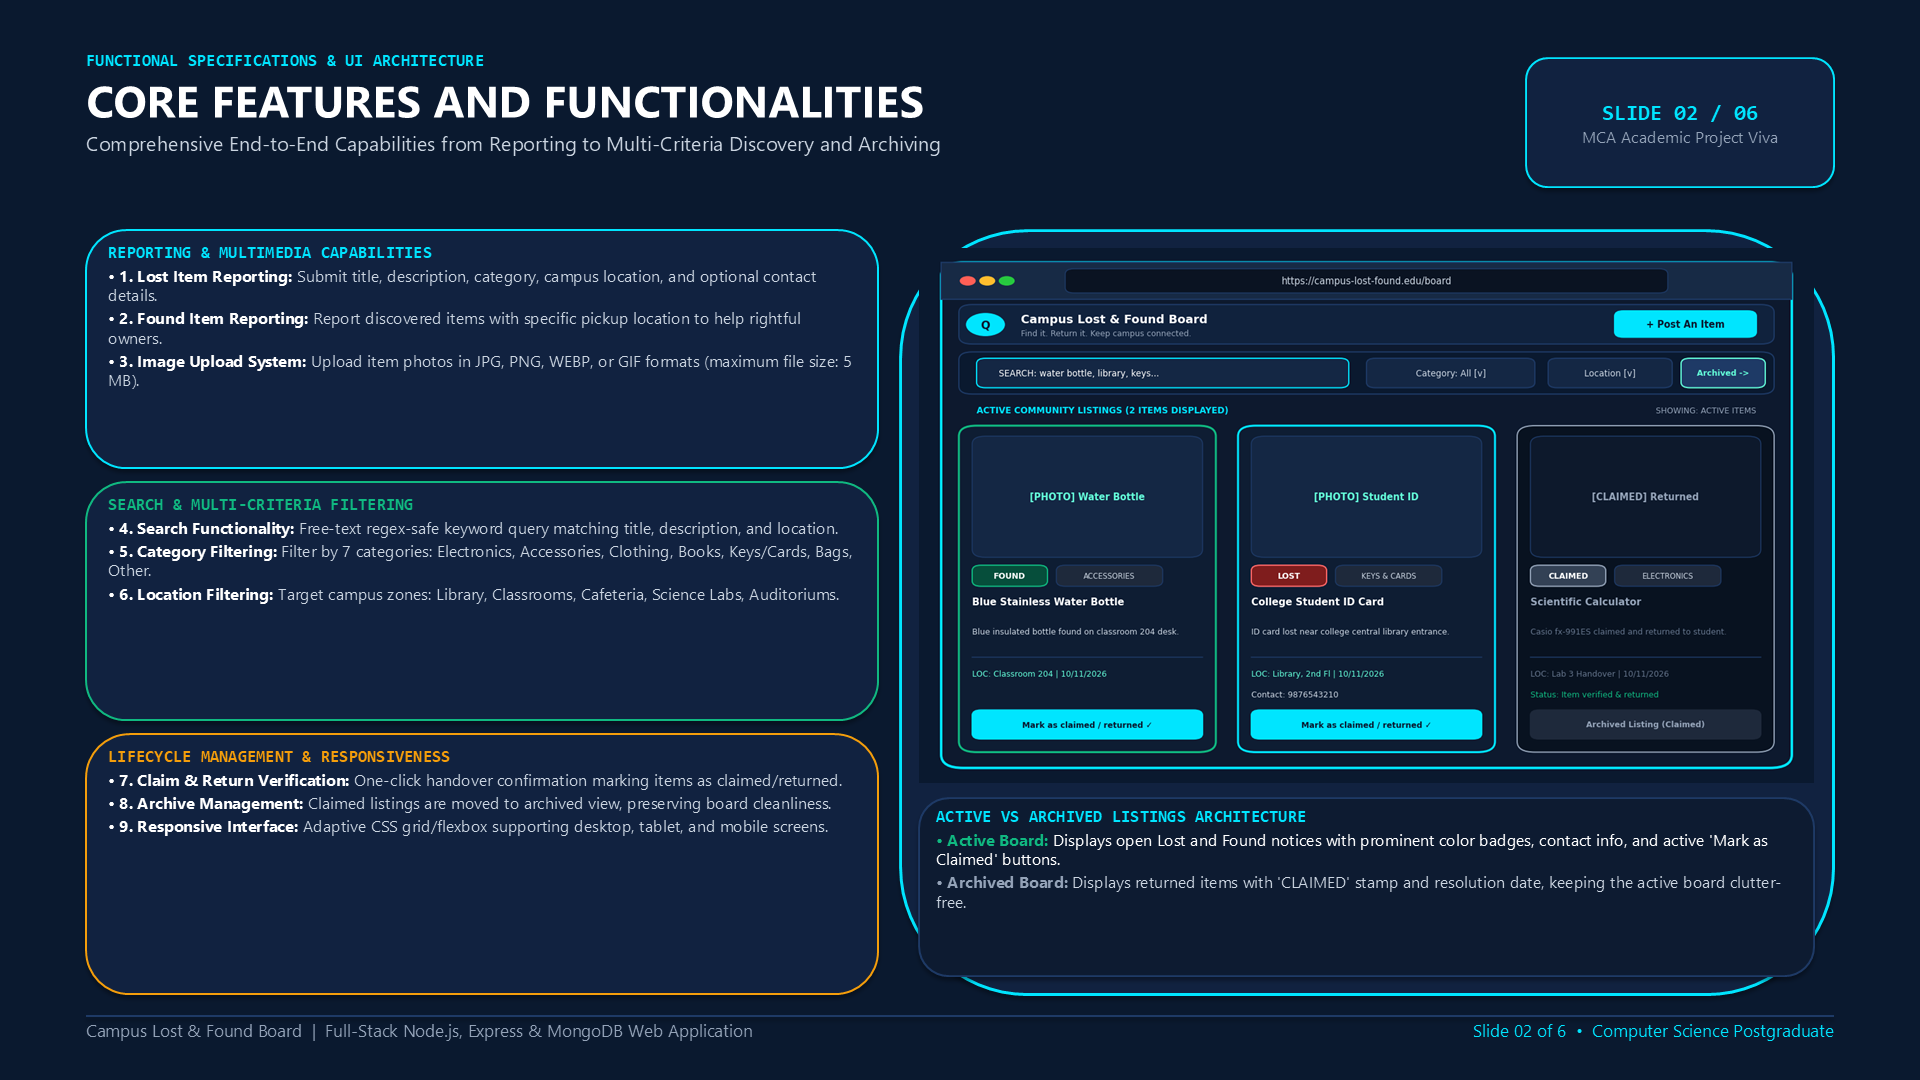 FUNCTIONAL SPECIFICATIONS & UI ARCHITECTURE
CORE FEATURES AND FUNCTIONALITIES
Comprehensive End-to-End Capabilities from Reporting to Multi-Criteria Discovery and Archiving
SLIDE 02 / 06
MCA Academic Project Viva
REPORTING & MULTIMEDIA CAPABILITIES
• 1. Lost Item Reporting: Submit title, description, category, campus location, and optional contact
details.
• 2. Found Item Reporting: Report discovered items with specific pickup location to help rightful
owners.
• 3. Image Upload System: Upload item photos in JPG, PNG, WEBP, or GIF formats (maximum file size: 5
MB).
SEARCH & MULTI-CRITERIA FILTERING
• 4. Search Functionality: Free-text regex-safe keyword query matching title, description, and location.
• 5. Category Filtering: Filter by 7 categories: Electronics, Accessories, Clothing, Books, Keys/Cards, Bags,
Other.
• 6. Location Filtering: Target campus zones: Library, Classrooms, Cafeteria, Science Labs, Auditoriums.
LIFECYCLE MANAGEMENT & RESPONSIVENESS
• 7. Claim & Return Verification: One-click handover confirmation marking items as claimed/returned.
• 8. Archive Management: Claimed listings are moved to archived view, preserving board cleanliness.
• 9. Responsive Interface: Adaptive CSS grid/flexbox supporting desktop, tablet, and mobile screens.
https://campus-lost-found.edu/board
Q
Campus Lost & Found Board
Find it. Return it. Keep campus connected.
+ Post An Item
SEARCH: water bottle, library, keys...
Category: All [v]
Location [v]
Archived ->
ACTIVE COMMUNITY LISTINGS (2 ITEMS DISPLAYED)
SHOWING: ACTIVE ITEMS
[PHOTO] Water Bottle
FOUND
ACCESSORIES
Blue Stainless Water Bottle
Blue insulated bottle found on classroom 204 desk.
LOC: Classroom 204 | 10/11/2026
Mark as claimed / returned ✓
[PHOTO] Student ID
LOST
KEYS & CARDS
College Student ID Card
ID card lost near college central library entrance.
LOC: Library, 2nd Fl | 10/11/2026
Contact: 9876543210
Mark as claimed / returned ✓
[CLAIMED] Returned
CLAIMED
ELECTRONICS
Scientific Calculator
Casio fx-991ES claimed and returned to student.
LOC: Lab 3 Handover | 10/11/2026
Status: Item verified & returned
Archived Listing (Claimed)
ACTIVE VS ARCHIVED LISTINGS ARCHITECTURE
• Active Board: Displays open Lost and Found notices with prominent color badges, contact info, and active 'Mark as
Claimed' buttons.
• Archived Board: Displays returned items with 'CLAIMED' stamp and resolution date, keeping the active board clutter-
free.
Campus Lost & Found Board | Full-Stack Node.js, Express & MongoDB Web Application
Slide 02 of 6 • Computer Science Postgraduate